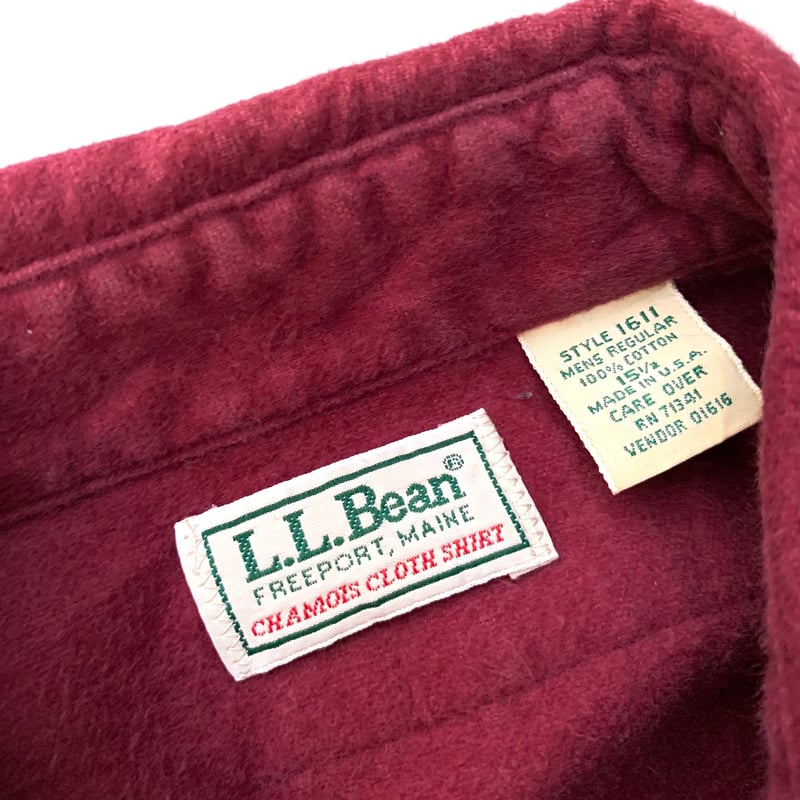 L.L.Bean®
FREEPORT, MAINE
CHAMOIS CLOTH SHIRT
STYLE 1611
MENS REGULAR
100% COTTON
15½
MADE IN U.S.A.
CARE OVER
RN 71341
VENDOR 01616